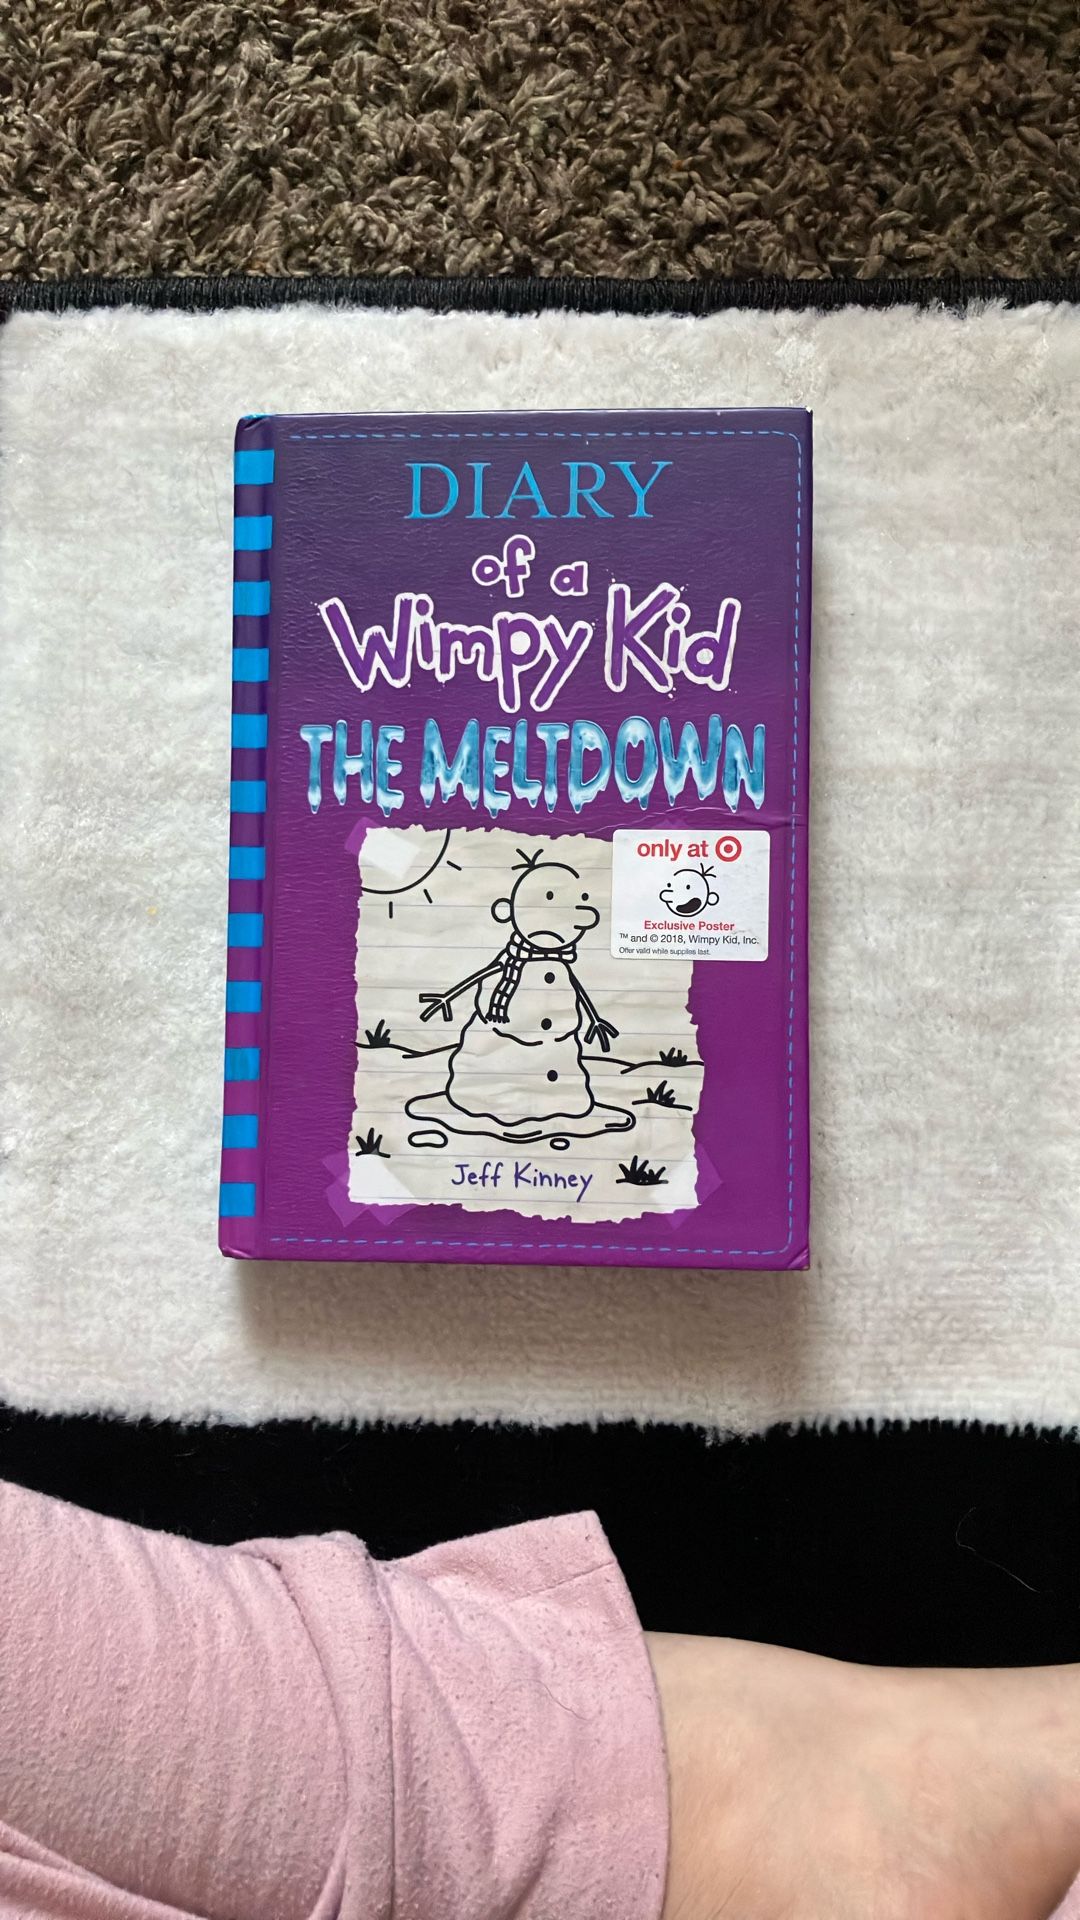 DIARY
of a
Wimpy Kid
THE MELTDOWN
only at
Exclusive Poster
TM and © 2018, Wimpy Kid, Inc.
Offer valid while supplies last.
Jeff Kinney